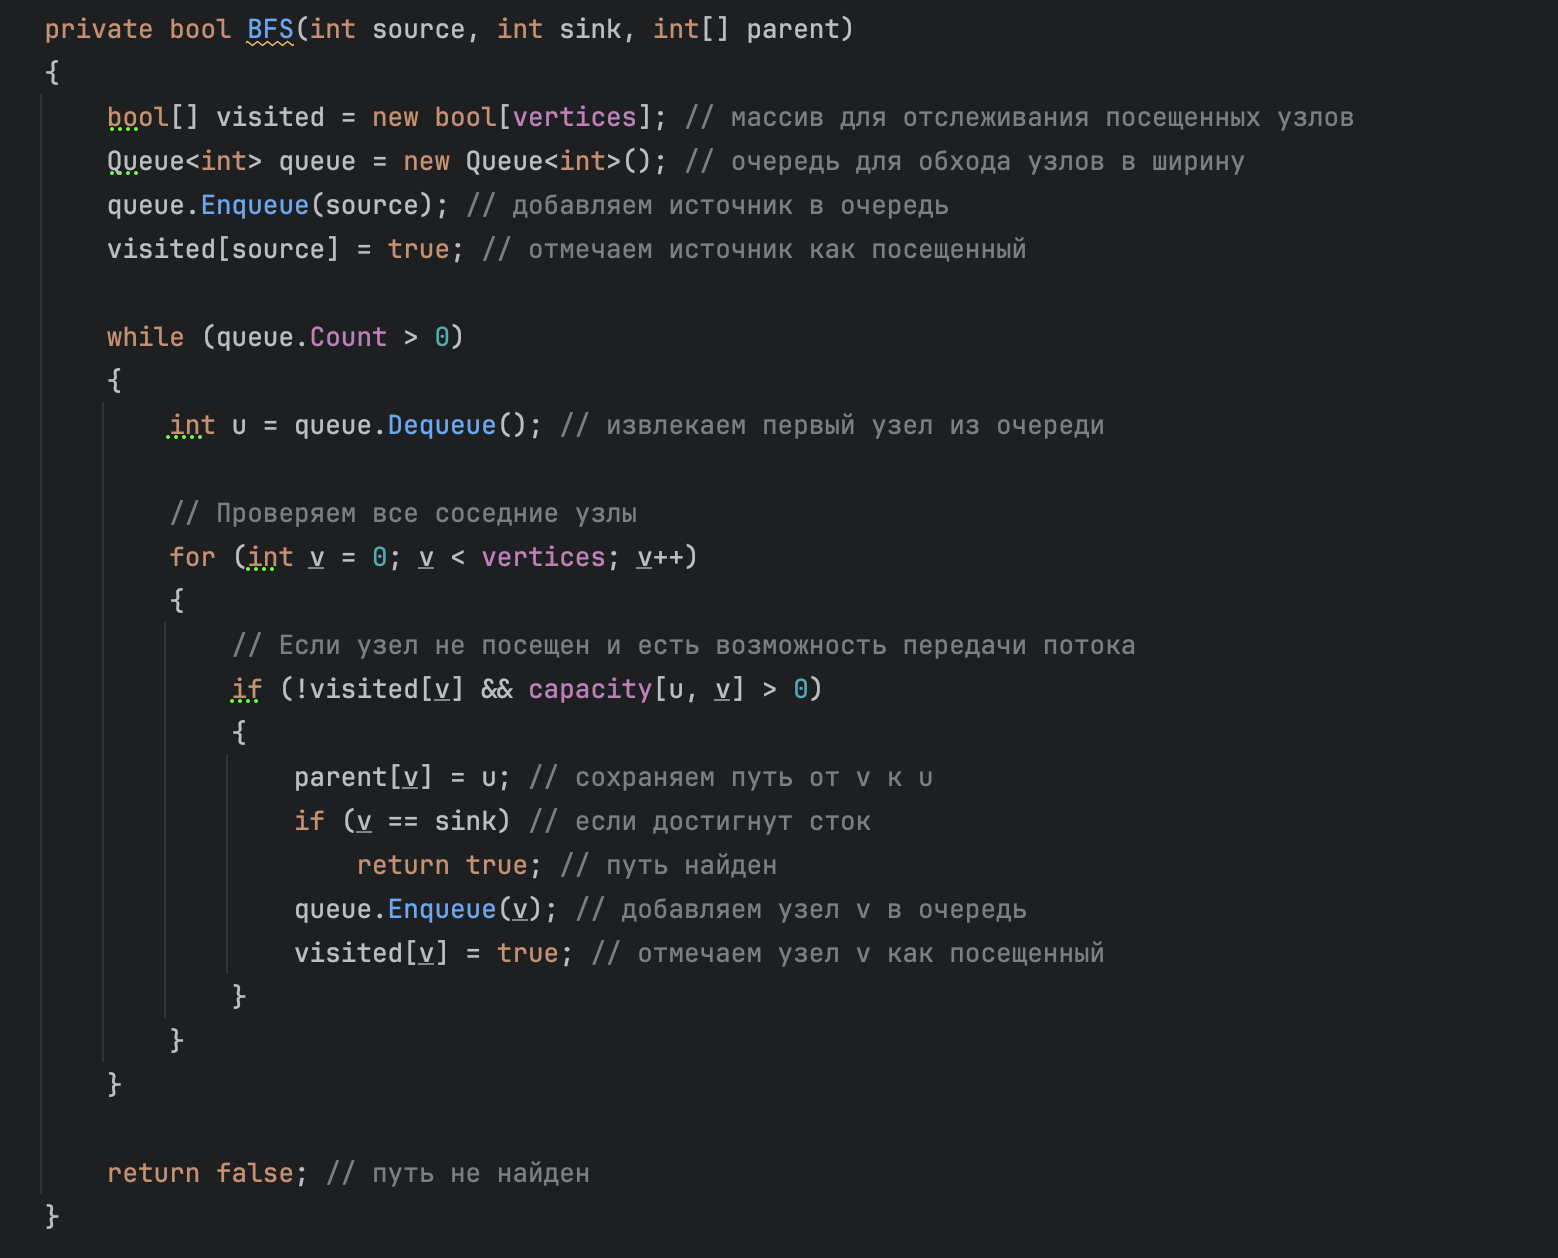 private bool BFS(int source, int sink, int[] parent)
{
    bool[] visited = new bool[vertices]; // массив для отслеживания посещенных узлов
    Queue<int> queue = new Queue<int>(); // очередь для обхода узлов в ширину
    queue.Enqueue(source); // добавляем источник в очередь
    visited[source] = true; // отмечаем источник как посещенный

    while (queue.Count > 0)
    {
        int u = queue.Dequeue(); // извлекаем первый узел из очереди

        // Проверяем все соседние узлы
        for (int v = 0; v < vertices; v++)
        {
            // Если узел не посещен и есть возможность передачи потока
            if (!visited[v] && capacity[u, v] > 0)
            {
                parent[v] = u; // сохраняем путь от v к u
                if (v == sink) // если достигнут сток
                    return true; // путь найден
                queue.Enqueue(v); // добавляем узел v в очередь
                visited[v] = true; // отмечаем узел v как посещенный
            }
        }
    }

    return false; // путь не найден
}